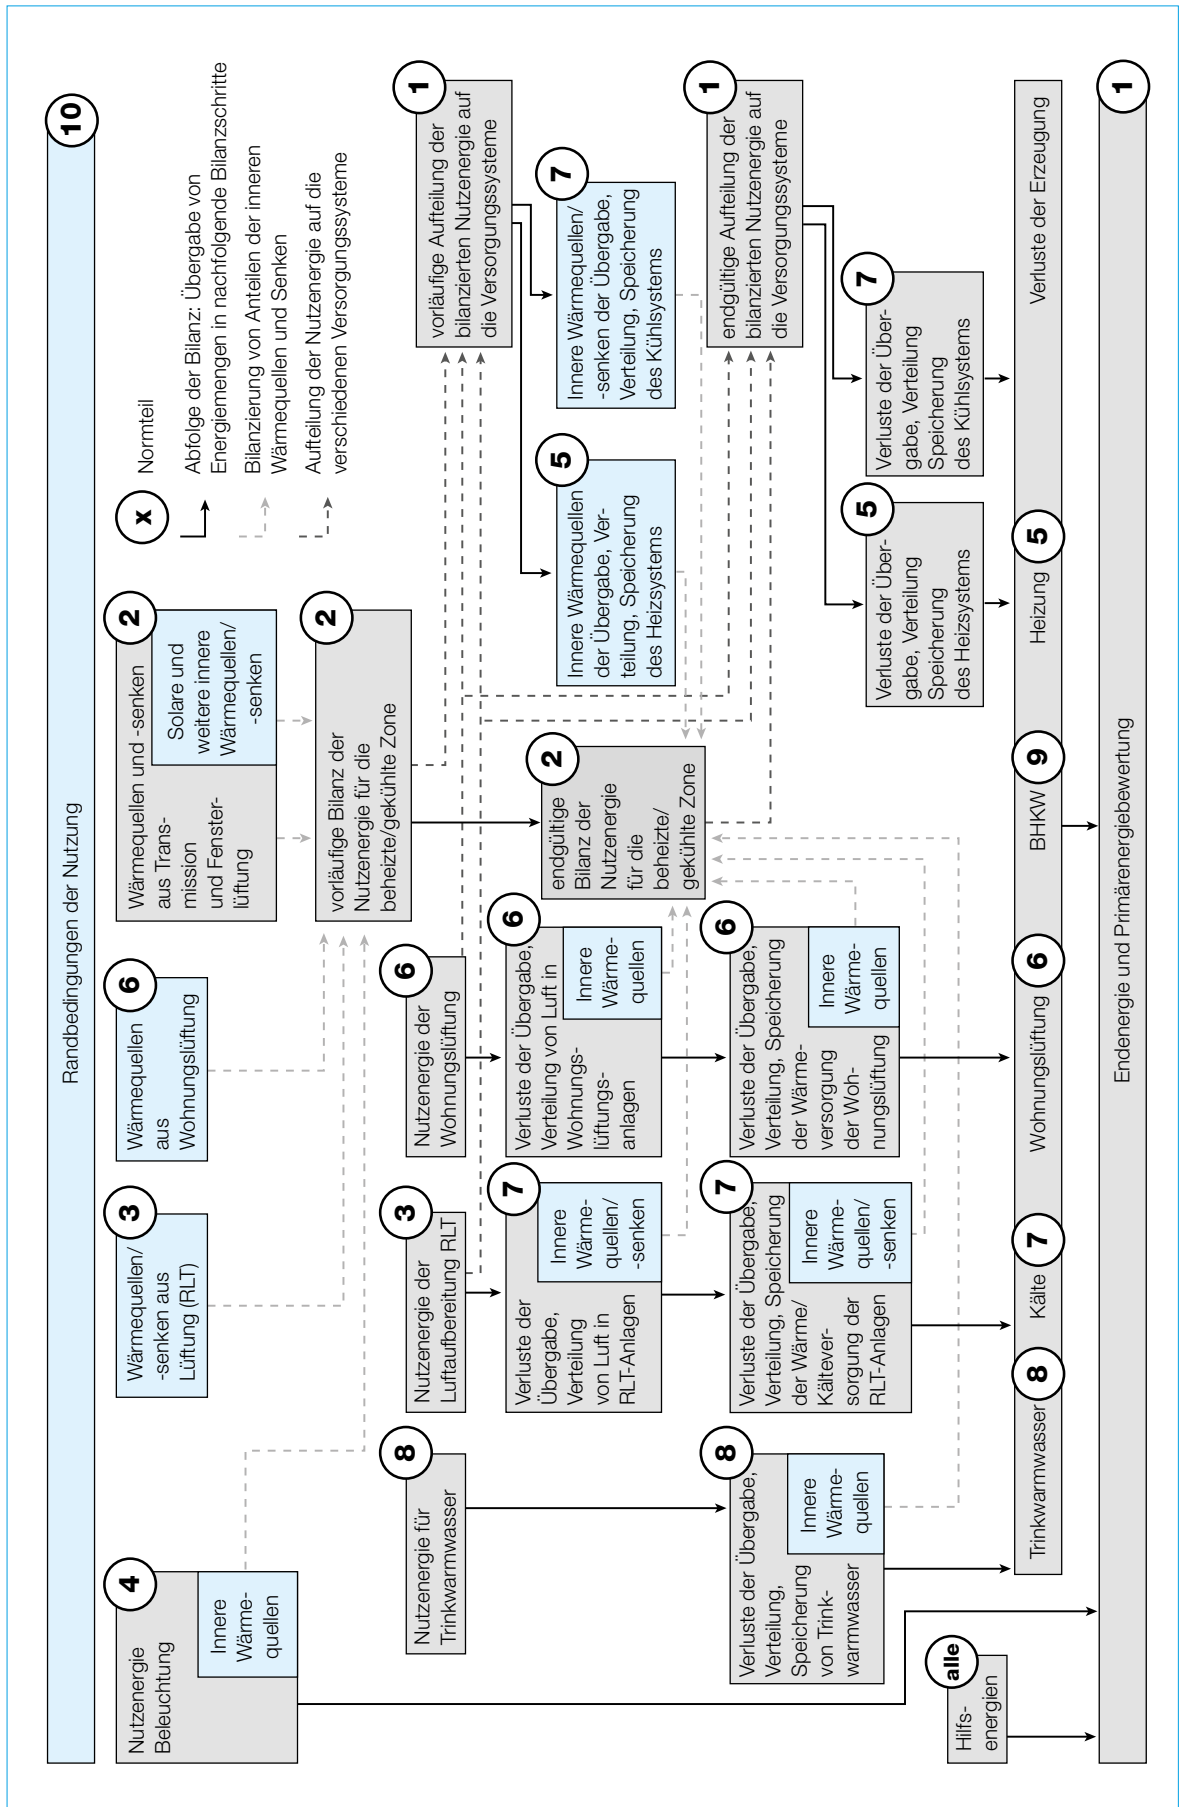 Randbedingungen der Nutzung
10
Nutzenergie
Beleuchtung
4
Innere
Wärme-
quellen
Wärmequellen/
-senken aus
Lüftung (RLT)
3
Wärmequellen
aus
Wohnungslüftung
6
Wärmequellen und -senken
aus Trans-
mission
und Fenster-
lüftung
2
Solare und
weitere innere
Wärmequellen/
-senken
x
Normteil
Abfolge der Bilanz: Übergabe von
Energiemengen in nachfolgende Bilanzschritte
Bilanzierung von Anteilen der inneren
Wärmequellen und Senken
Aufteilung der Nutzenergie auf die
verschiedenen Versorgungssysteme
vorläufige Bilanz der
Nutzenergie für die
beheizte/gekühlte Zone
2
Nutzenergie für
Trinkwarmwasser
8
Nutzenergie der
Luftaufbereitung RLT
3
Nutzenergie der
Wohnungslüftung
6
vorläufige Aufteilung der
bilanzierten Nutzenergie auf
die Versorgungssysteme
1
Verluste der
Übergabe,
Verteilung
von Luft in
RLT-Anlagen
7
Innere
Wärme-
quellen/
-senken
Verluste der Übergabe,
Verteilung von Luft in
Wohnungs-
lüftungs-
anlagen
6
Innere
Wärme-
quellen
endgültige
Bilanz der
Nutzenergie
für die
beheizte/
gekühlte Zone
2
Innere Wärmequellen
der Übergabe, Ver-
teilung, Speicherung
des Heizsystems
5
Innere Wärmequellen/
-senken der Übergabe,
Verteilung, Speicherung
des Kühlsystems
7
Verluste der Übergabe,
Verteilung,
Speicherung
von Trink-
warmwasser
8
Innere
Wärme-
quellen
Verluste der Übergabe,
Verteilung, Speicherung
der Wärme/
Kältever-
sorgung der
RLT-Anlagen
7
Innere
Wärme-
quellen/
-senken
Verluste der Übergabe,
Verteilung, Speicherung
der Wärme-
versorgung
der Woh-
nungslüftung
6
Innere
Wärme-
quellen
endgültige Aufteilung der
bilanzierten Nutzenergie auf
die Versorgungssysteme
1
Verluste der Über-
gabe, Verteilung
Speicherung
des Heizsystems
5
Verluste der Über-
gabe, Verteilung
Speicherung
des Kühlsystems
7
Hilfs-
energien
alle
Trinkwarmwasser 8 Kälte 7 Wohnungslüftung 6 BHKW 9 Heizung 5 Verluste der Erzeugung
Endenergie und Primärenergiebewertung
1